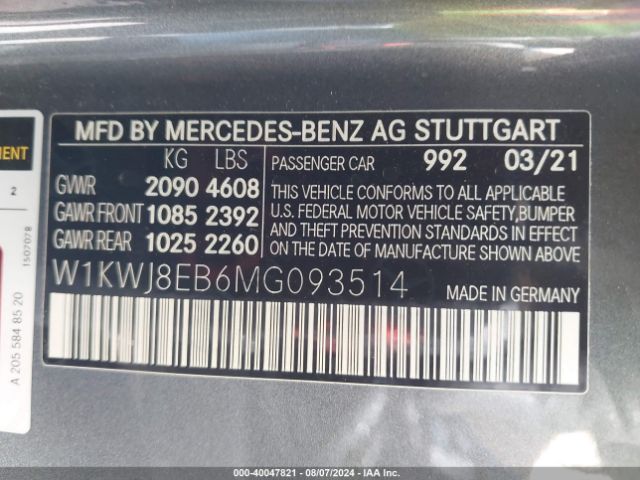 MFD BY MERCEDES-BENZ AG STUTTGART
KG LBS PASSENGER CAR 992 03/21
GVWR 2090 4608
GAWR FRONT 1085 2392
GAWR REAR 1025 2260
THIS VEHICLE CONFORMS TO ALL APPLICABLE
U.S. FEDERAL MOTOR VEHICLE SAFETY,BUMPER
AND THEFT PREVENTION STANDARDS IN EFFECT
ON THE DATE OF MANUFACTURE SHOWN ABOVE
W1KWJ8EB6MG093514 MADE IN GERMANY
2
1507078
A 205 584 85 20
000-40047821 - 08/07/2024 - IAA Inc.